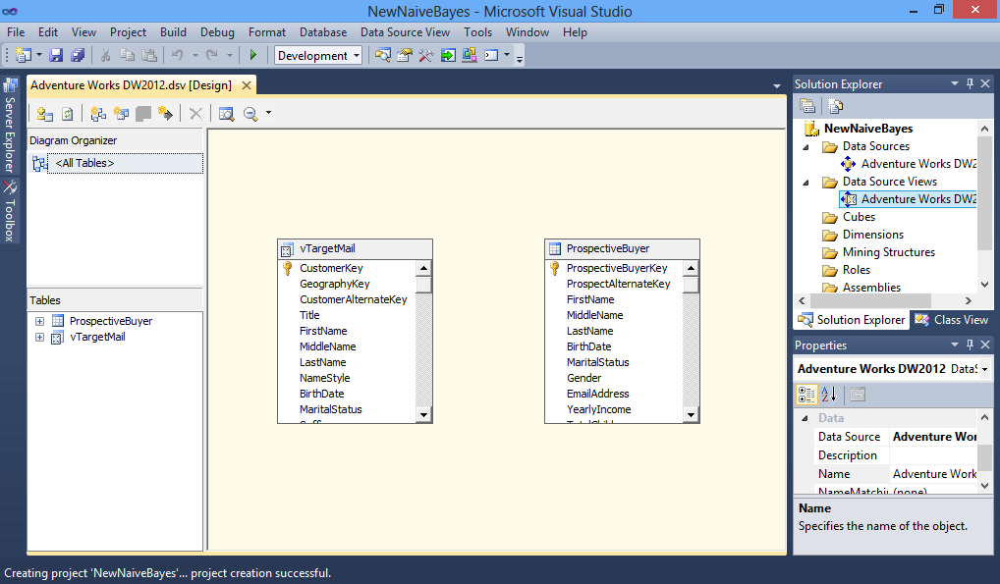 NewNaiveBayes - Microsoft Visual Studio
File Edit View Project Build Debug Format Database Data Source View Tools Window Help
Development
Server Explorer
Toolbox
Adventure Works DW2012.dsv [Design]
Diagram Organizer
<All Tables>
Tables
ProspectiveBuyer
vTargetMail
vTargetMail
CustomerKey
GeographyKey
CustomerAlternateKey
Title
FirstName
MiddleName
LastName
NameStyle
BirthDate
MaritalStatus
ProspectiveBuyer
ProspectiveBuyerKey
ProspectAlternateKey
FirstName
MiddleName
LastName
BirthDate
MaritalStatus
Gender
EmailAddress
YearlyIncome
Solution Explorer
NewNaiveBayes
Data Sources
Adventure Works DW2
Data Source Views
Adventure Works DW2
Cubes
Dimensions
Mining Structures
Roles
Assemblies
Solution Explorer Class View
Properties
Adventure Works DW2012 DataS
Data
Data Source Adventure Wor
Description
Name Adventure Work
NameMatchi (none)
Name
Specifies the name of the object.
Creating project 'NewNaiveBayes'... project creation successful.